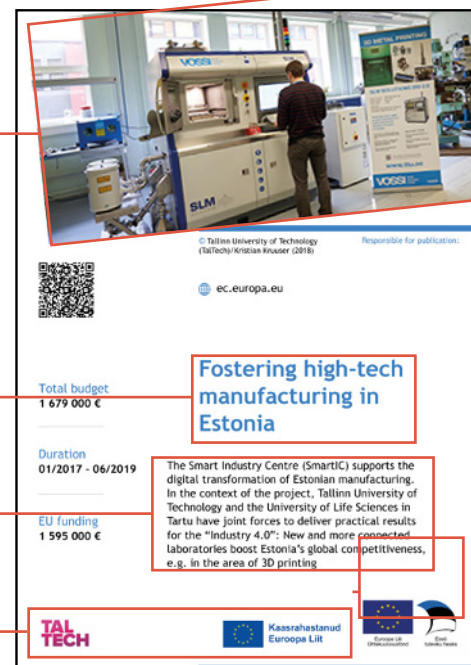 VOSSI
3D METAL PRINTING
VOSSI
SLM
VOSSI
© Tallinn University of Technology
(TalTech)/Kristian Kruuser (2018)
Responsible for publication:
ec.europa.eu
Total budget
1 679 000 €
Fostering high-tech
manufacturing in
Estonia
Duration
01/2017 - 06/2019
The Smart Industry Centre (SmartIC) supports the
digital transformation of Estonian manufacturing.
In the context of the project, Tallinn University of
Technology and the University of Life Sciences in
Tartu have joint forces to deliver practical results
for the “Industry 4.0”: New and more connected
laboratories boost Estonia’s global competitiveness,
e.g. in the area of 3D printing
EU funding
1 595 000 €
TAL
TECH
Kaasrahastanud
Euroopa Liit
Euroopa Liit
Ühtekuuluvusfond
Eesti
tuleviku heaks